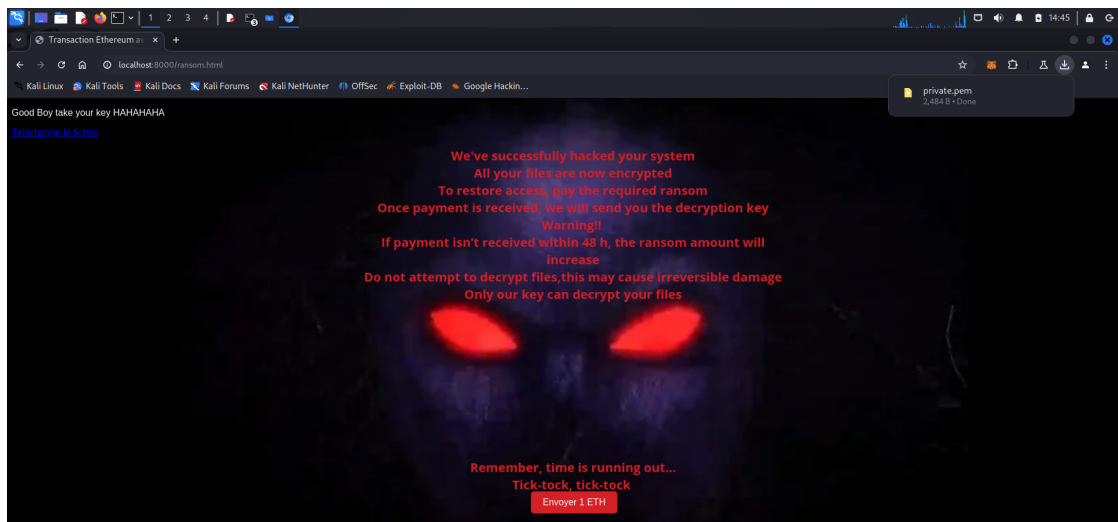 1 2 3 4
14:45
Transaction Ethereum av
localhost:8000/ransom.html
Kali Linux Kali Tools Kali Docs Kali Forums Kali NetHunter OffSec Exploit-DB Google Hackin...
private.pem
2,484 B • Done
Good Boy take your key HAHAHAHA
Télécharger le fichier
We've successfully hacked your system
All your files are now encrypted
To restore access, pay the required ransom
Once payment is received, we will send you the decryption key
Warning!!
If payment isn't received within 48 h, the ransom amount will
increase
Do not attempt to decrypt files,this may cause irreversible damage
Only our key can decrypt your files
Remember, time is running out...
Tick-tock, tick-tock
Envoyer 1 ETH